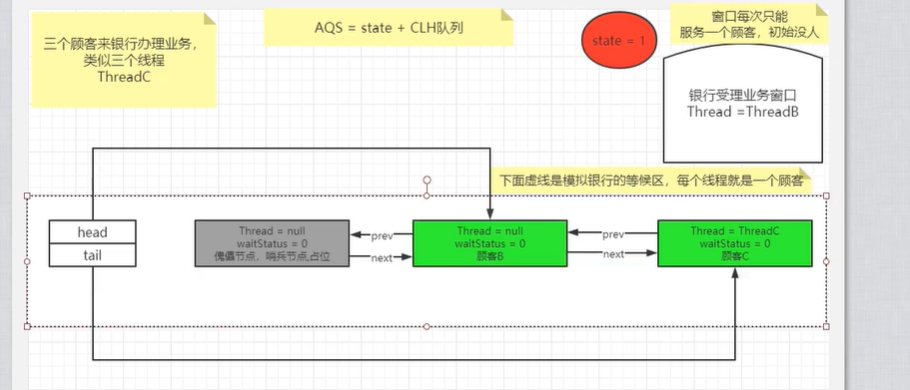 三个顾客来银行办理业务，
类似三个线程
ThreadC
AQS = state + CLH队列
state = 1
窗口每次只能
服务一个顾客，初始没人
银行受理业务窗口
Thread =ThreadB
下面虚线是模拟银行的等候区，每个线程就是一个顾客
head
tail
Thread = null
waitStatus = 0
傀儡节点，哨兵节点,占位
prev
next
Thread = null
waitStatus = 0
顾客B
prev
next
Thread = ThreadC
waitStatus = 0
顾客C